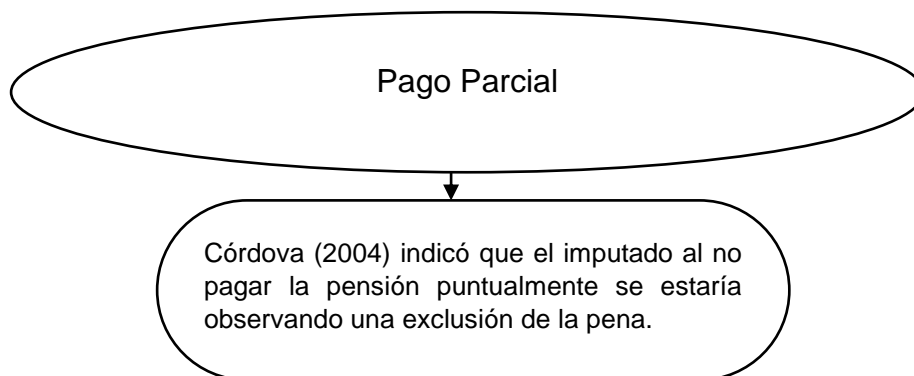 Pago Parcial
Córdova (2004) indicó que el imputado al no
pagar la pensión puntualmente se estaría
observando una exclusión de la pena.